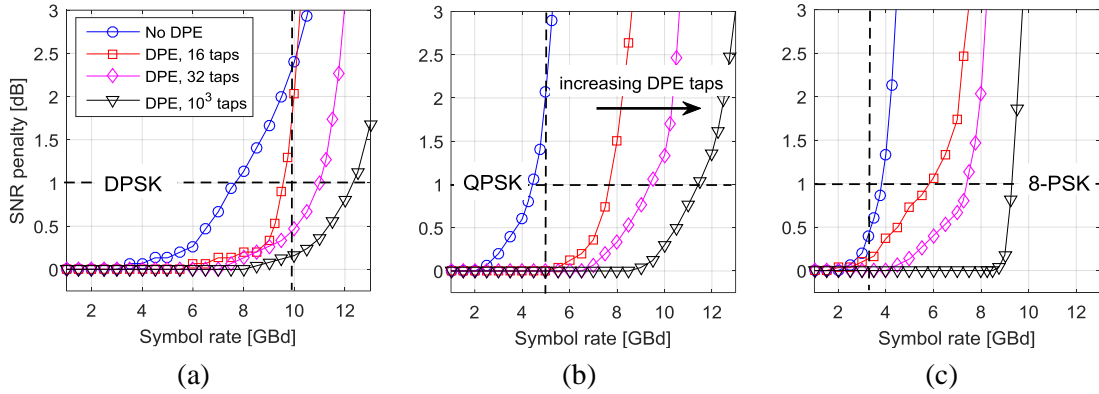 SNR penalty [dB]
3
2.5
2
1.5
1
0.5
0
No DPE
DPE, 16 taps
DPE, 32 taps
DPE, 10³ taps
DPSK
2 4 6 8 10 12
Symbol rate [GBd]
(a)
3
2.5
2
1.5
1
0.5
0
increasing DPE taps
QPSK
2 4 6 8 10 12
Symbol rate [GBd]
(b)
3
2.5
2
1.5
1
0.5
0
8-PSK
2 4 6 8 10 12
Symbol rate [GBd]
(c)